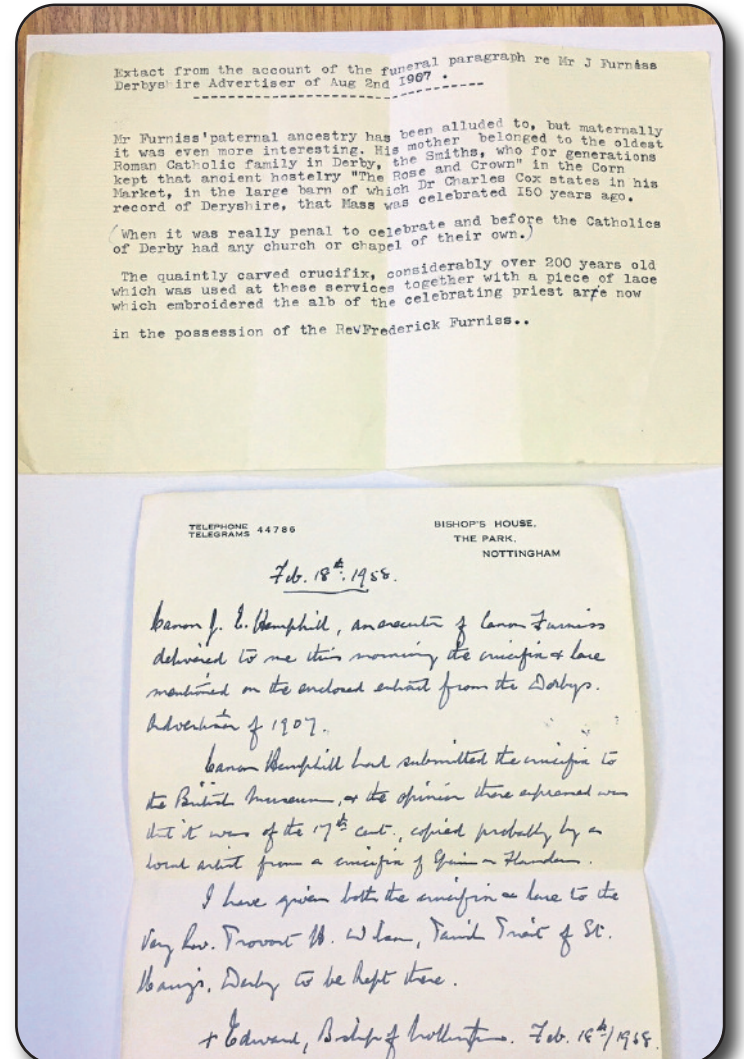 Extact from the account of the funeral paragraph re Mr J Furniss
Derbyshire Advertiser of Aug 2nd 1907 .
Mr Furniss'paternal ancestry has been alluded to, but maternally
it was even more interesting. His mother belonged to the oldest
Roman Catholic family in Derby, the Smiths, who for generations
kept that ancient hostelry "The Rose and Crown" in the Corn
Market, in the large barn of which Dr Charles Cox states in his
record of Deryshire, that Mass was celebrated I50 years ago.
(When it was really penal to celebrate and before the Catholics
of Derby had any church or chapel of their own.)
The quaintly carved crucifix, considerably over 200 years old
which was used at these services together with a piece of lace
which embroidered the alb of the celebrating priest are now
in the possession of the RevFrederick Furniss..
TELEPHONE
TELEGRAMS 44786
BISHOP'S HOUSE,
THE PARK,
NOTTINGHAM
Feb. 18th. 1958.
Canon J. E. Hemphill, an executor of Canon Furniss
delivered to me this morning the crucifix & lace
mentioned on the enclosed extract from the Derbys.
Advertiser of 1907.
Canon Hemphill had submitted the crucifix to
the British Museum, & the opinion there expressed was
that it was of the 17th cent., copied probably by a
local artist from a crucifix of Spain or Flanders.
I have given both the crucifix & lace to the
Very Rev. Provost H. Wilson, Parish Priest of St.
Mary's, Derby to be kept there.
+ Edward, Bishop of Nottingham. Feb. 18th/1958.